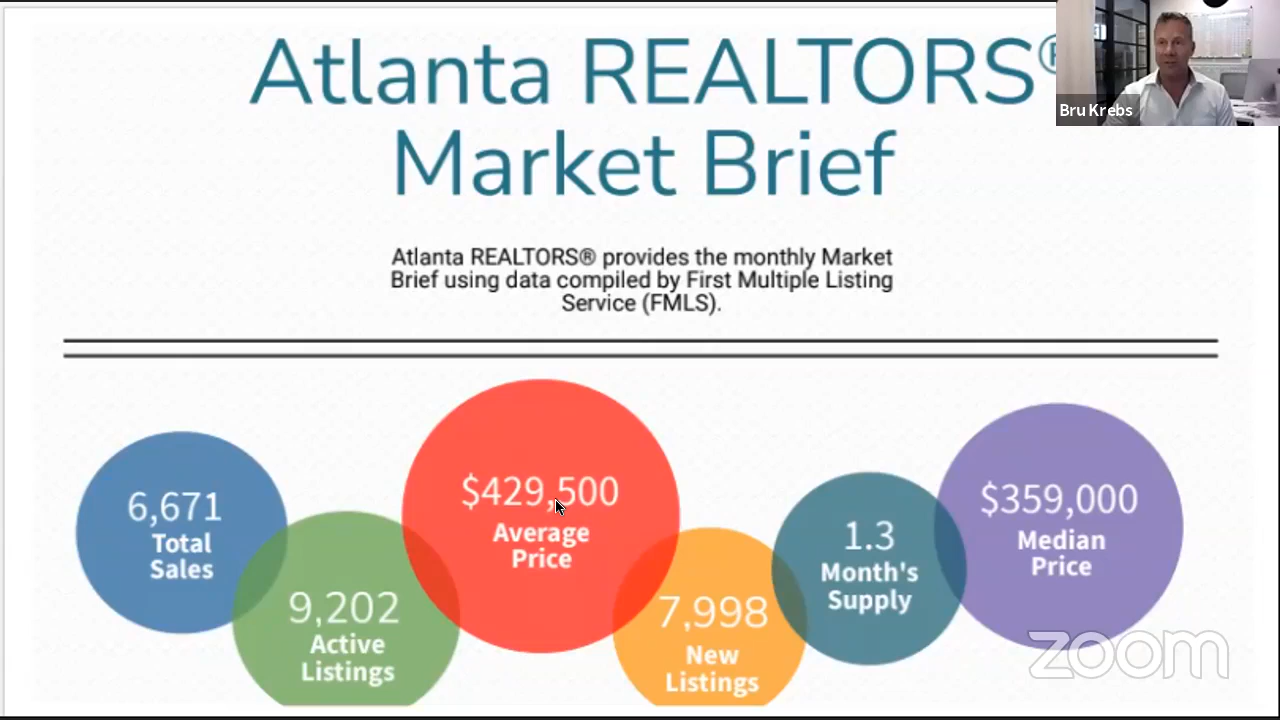 Atlanta REALTORS®
Market Brief
Bru Krebs
Atlanta REALTORS® provides the monthly Market
Brief using data compiled by First Multiple Listing
Service (FMLS).
6,671
Total
Sales
9,202
Active
Listings
$429,500
Average
Price
7,998
New
Listings
1.3
Month's
Supply
$359,000
Median
Price
zoom